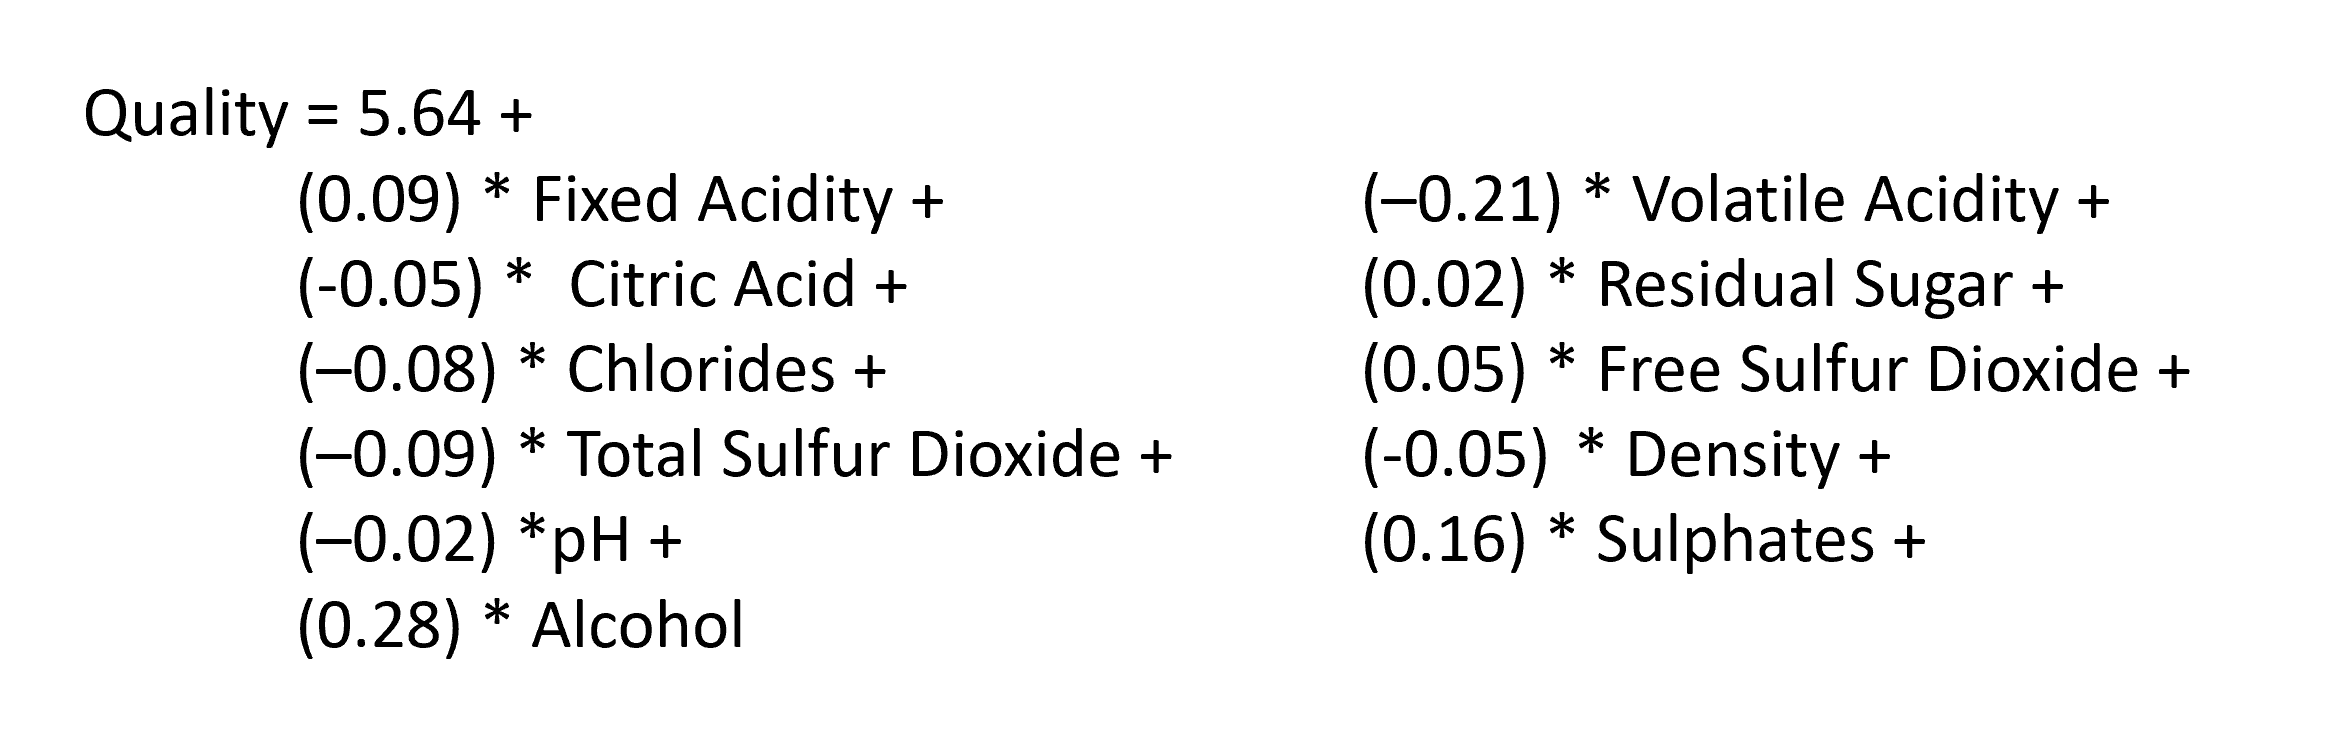 Quality = 5.64 +
(0.09) * Fixed Acidity +
(–0.21) * Volatile Acidity +
(-0.05) *  Citric Acid +
(0.02) * Residual Sugar +
(–0.08) * Chlorides +
(0.05) * Free Sulfur Dioxide +
(–0.09) * Total Sulfur Dioxide +
(-0.05)  * Density +
(–0.02) *pH +
(0.16) * Sulphates +
(0.28) * Alcohol